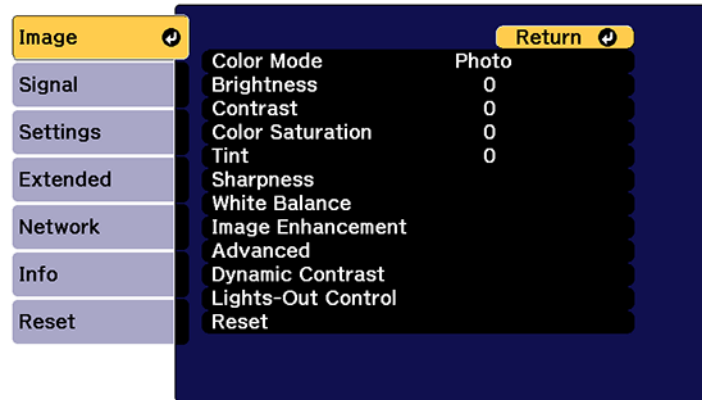 Image
Signal
Settings
Extended
Network
Info
Reset
Return
Color Mode Photo
Brightness 0
Contrast 0
Color Saturation 0
Tint 0
Sharpness
White Balance
Image Enhancement
Advanced
Dynamic Contrast
Lights-Out Control
Reset